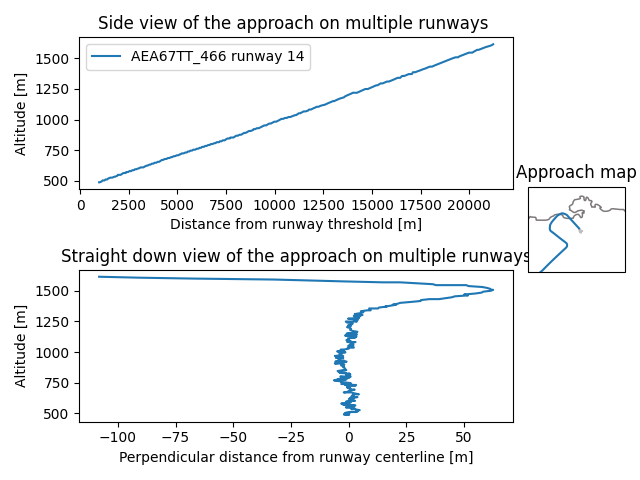 Side view of the approach on multiple runways
AEA67TT_466 runway 14
Altitude [m]
1500
1250
1000
750
500
0 2500 5000 7500 10000 12500 15000 17500 20000
Distance from runway threshold [m]
Approach map
Straight down view of the approach on multiple runways
Altitude [m]
1500
1250
1000
750
500
−100 −75 −50 −25 0 25 50
Perpendicular distance from runway centerline [m]